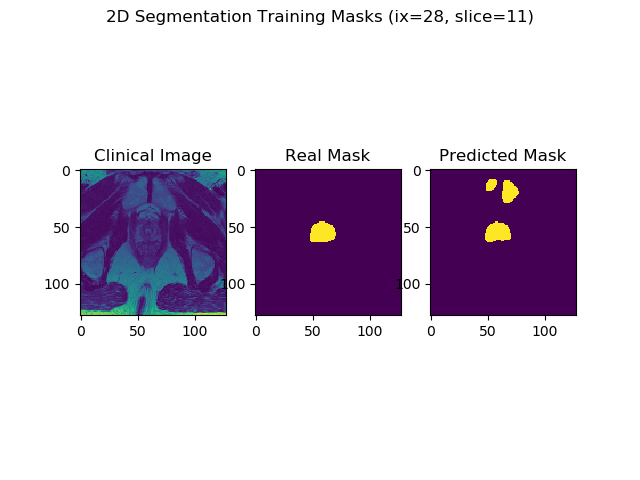 2D Segmentation Training Masks (ix=28, slice=11)
Clinical Image Real Mask Predicted Mask
0 0 0
50 50 50
100 100 100
0 50 100 0 50 100 0 50 100